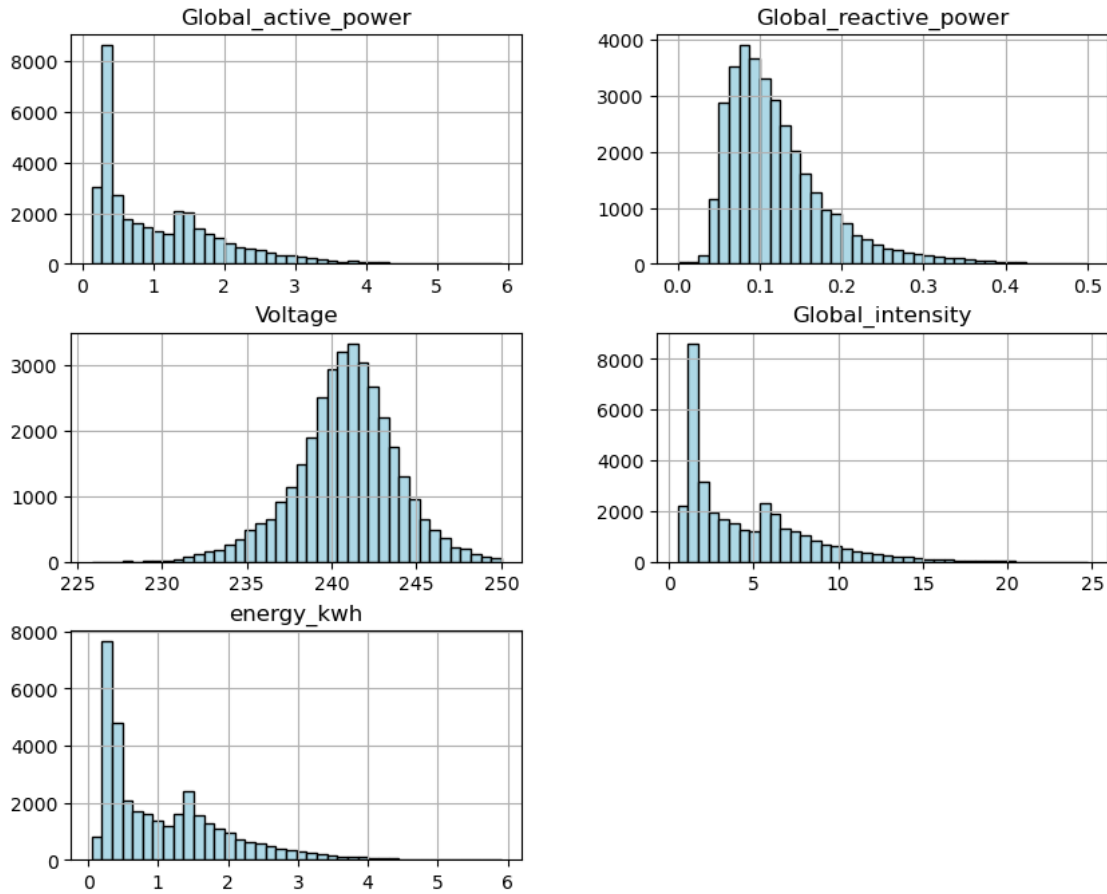 Global_active_power
8000
6000
4000
2000
0
0 1 2 3 4 5 6
Global_reactive_power
4000
3000
2000
1000
0
0.0 0.1 0.2 0.3 0.4 0.5
Voltage
3000
2000
1000
0
225 230 235 240 245 250
Global_intensity
8000
6000
4000
2000
0
0 5 10 15 20 25
energy_kwh
8000
6000
4000
2000
0
0 1 2 3 4 5 6